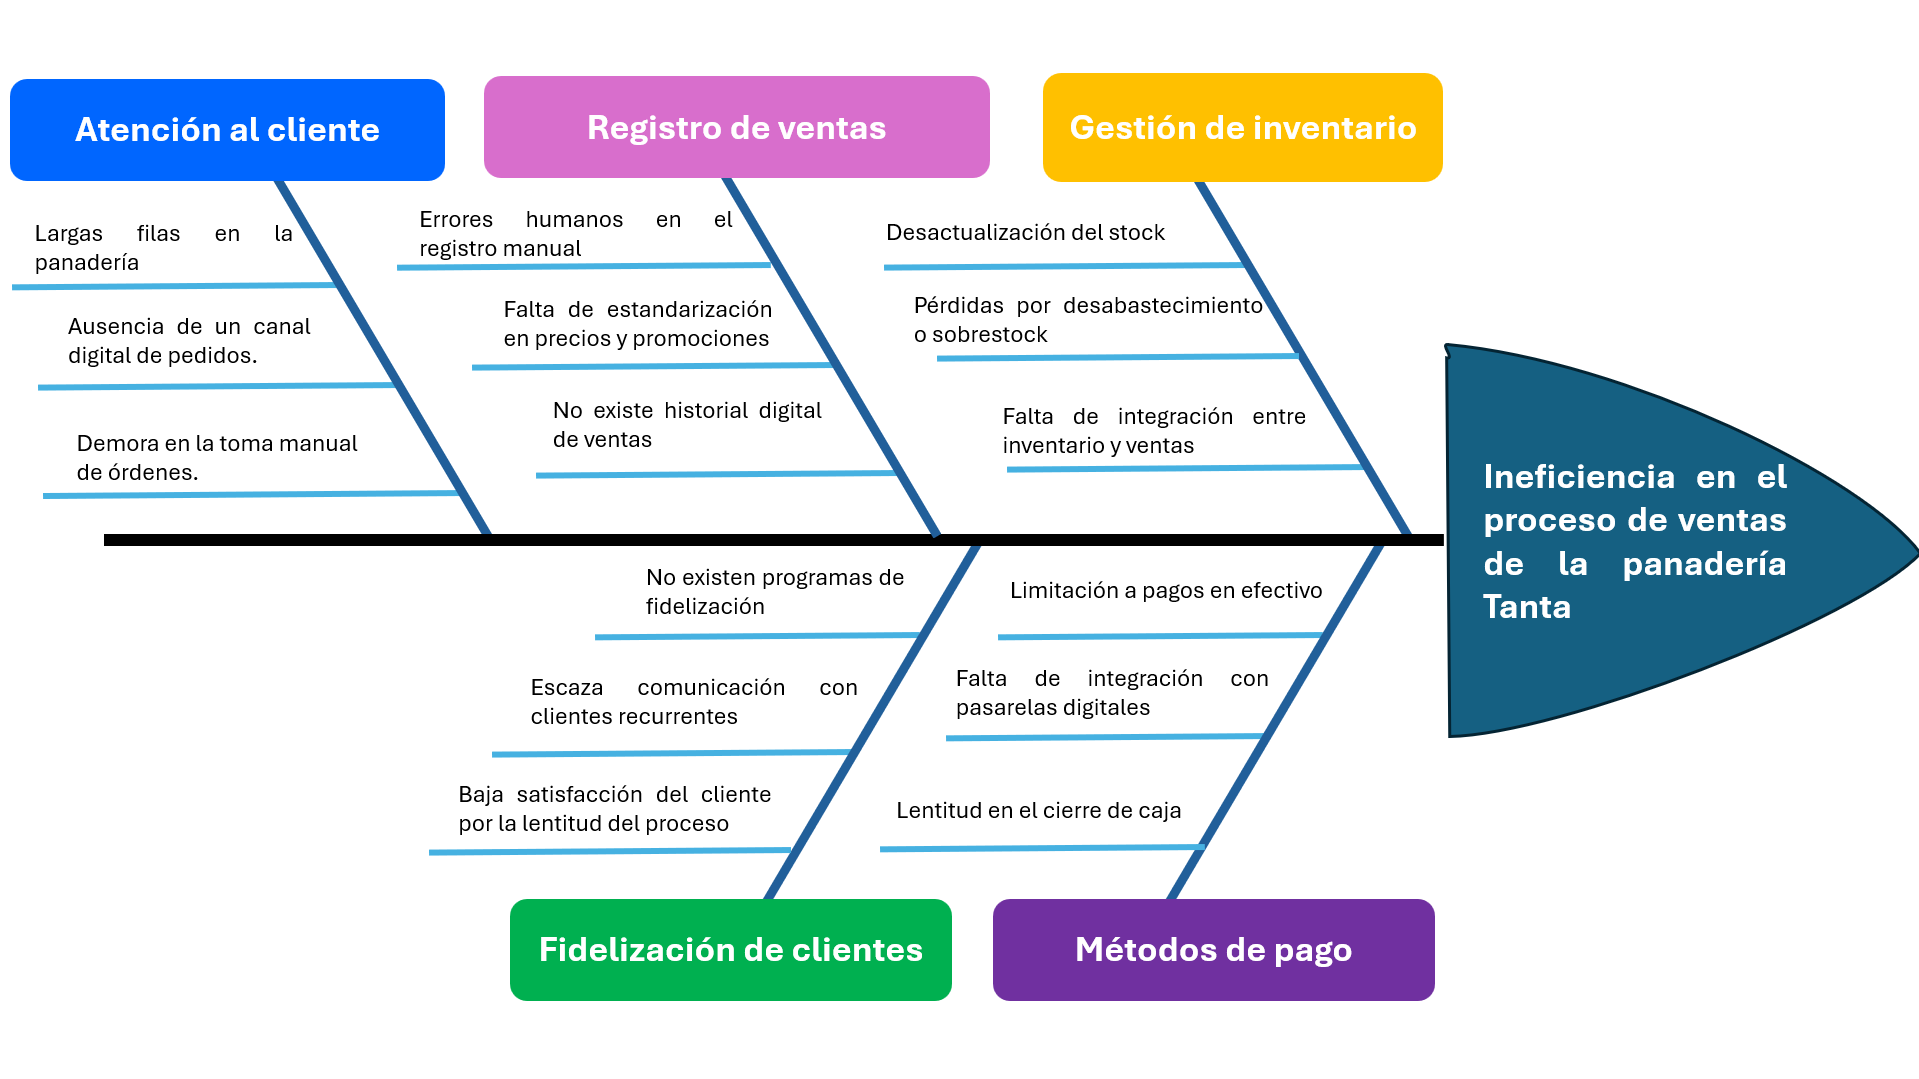 Atención al cliente
Registro de ventas
Gestión de inventario
Largas filas en la
panadería
Ausencia de un canal
digital de pedidos.
Demora en la toma manual
de órdenes.
Errores humanos en el
registro manual
Falta de estandarización
en precios y promociones
No existe historial digital
de ventas
Desactualización del stock
Pérdidas por desabastecimiento
o sobrestock
Falta de integración entre
inventario y ventas
Ineficiencia en el
proceso de ventas
de la panadería
Tanta
No existen programas de
fidelización
Escaza comunicación con
clientes recurrentes
Baja satisfacción del cliente
por la lentitud del proceso
Limitación a pagos en efectivo
Falta de integración con
pasarelas digitales
Lentitud en el cierre de caja
Fidelización de clientes
Métodos de pago